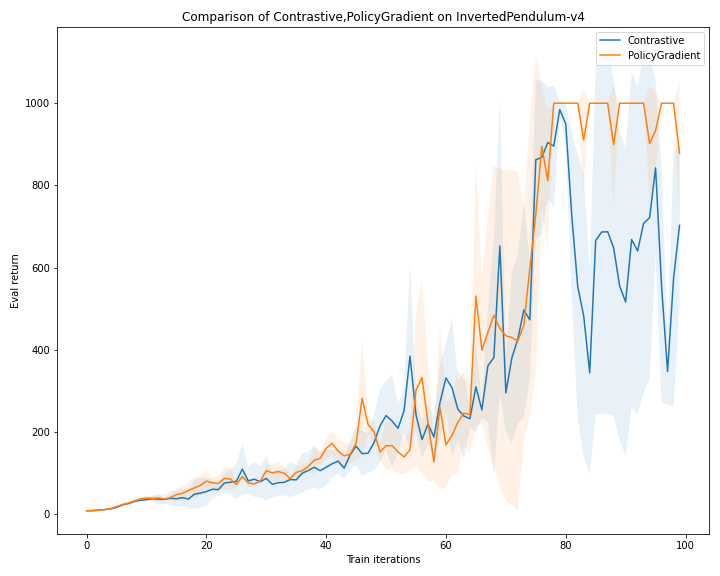 Comparison of Contrastive,PolicyGradient on InvertedPendulum-v4
Contrastive
PolicyGradient
1000
800
600
400
200
0
Eval return
0 20 40 60 80 100
Train iterations